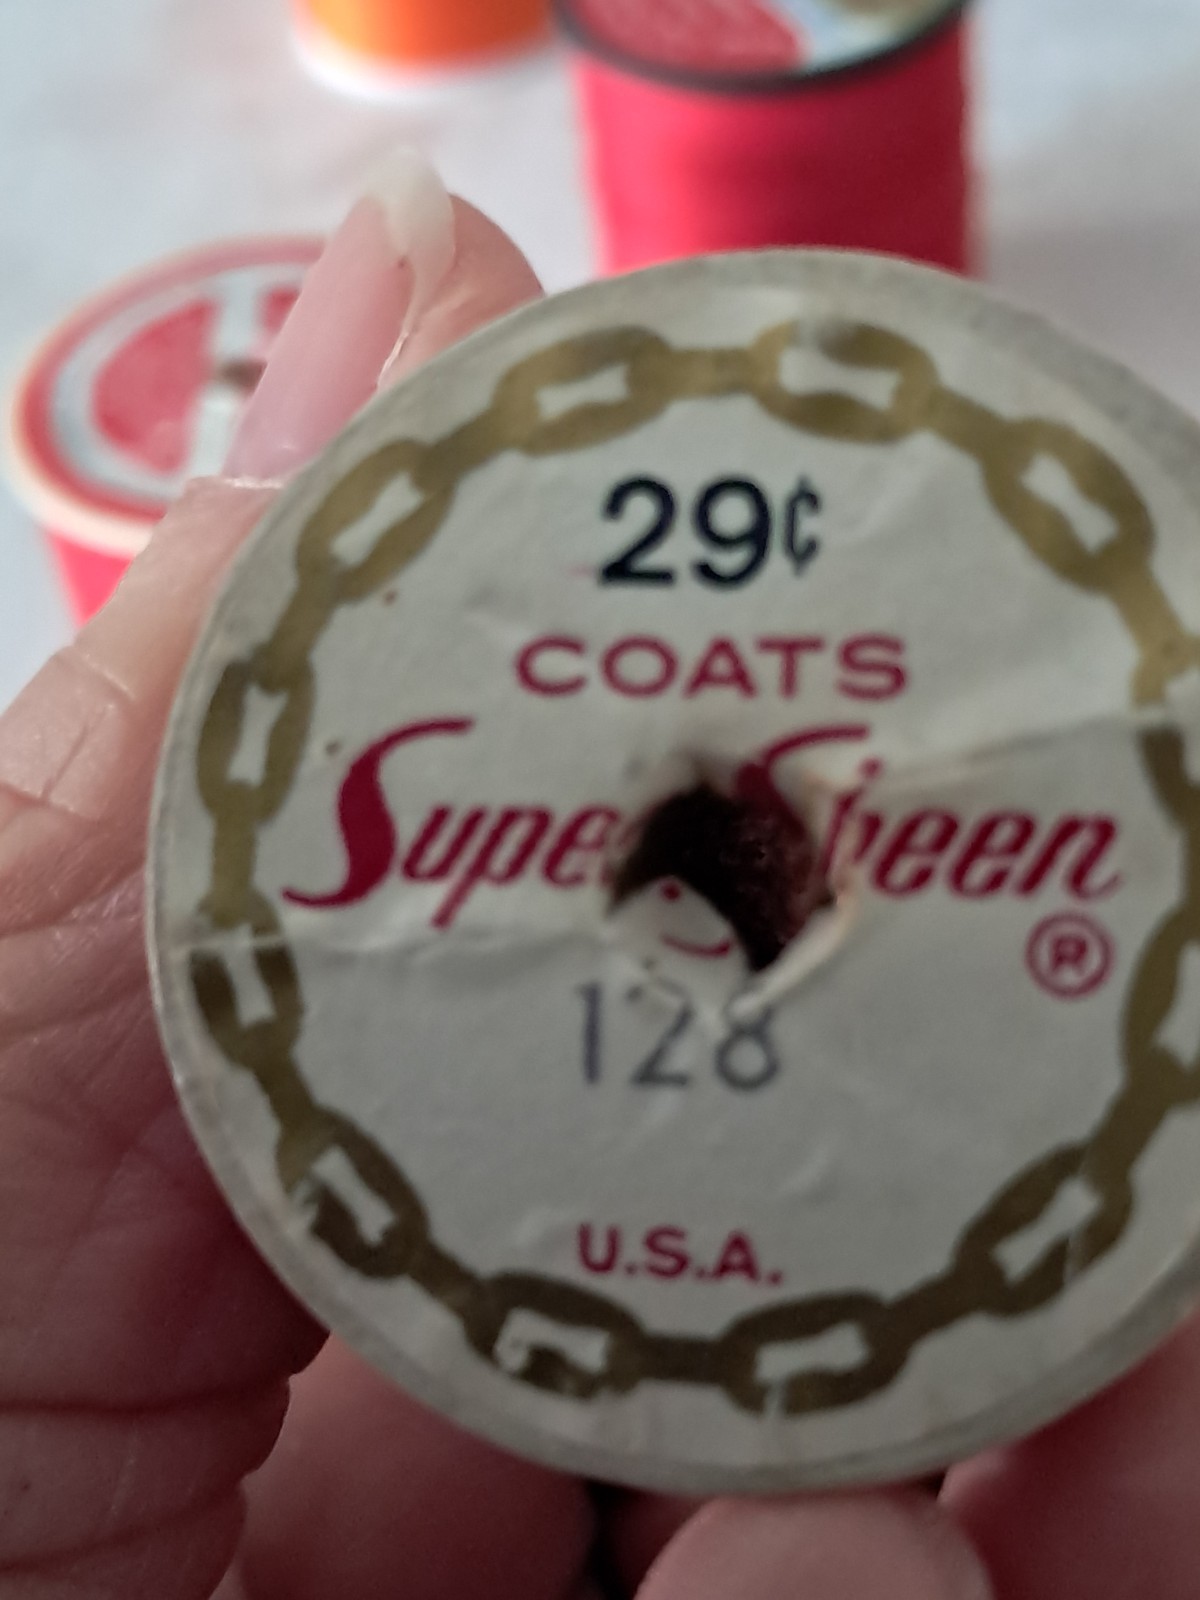 29¢
COATS
Super Sheen
®
128
U.S.A.